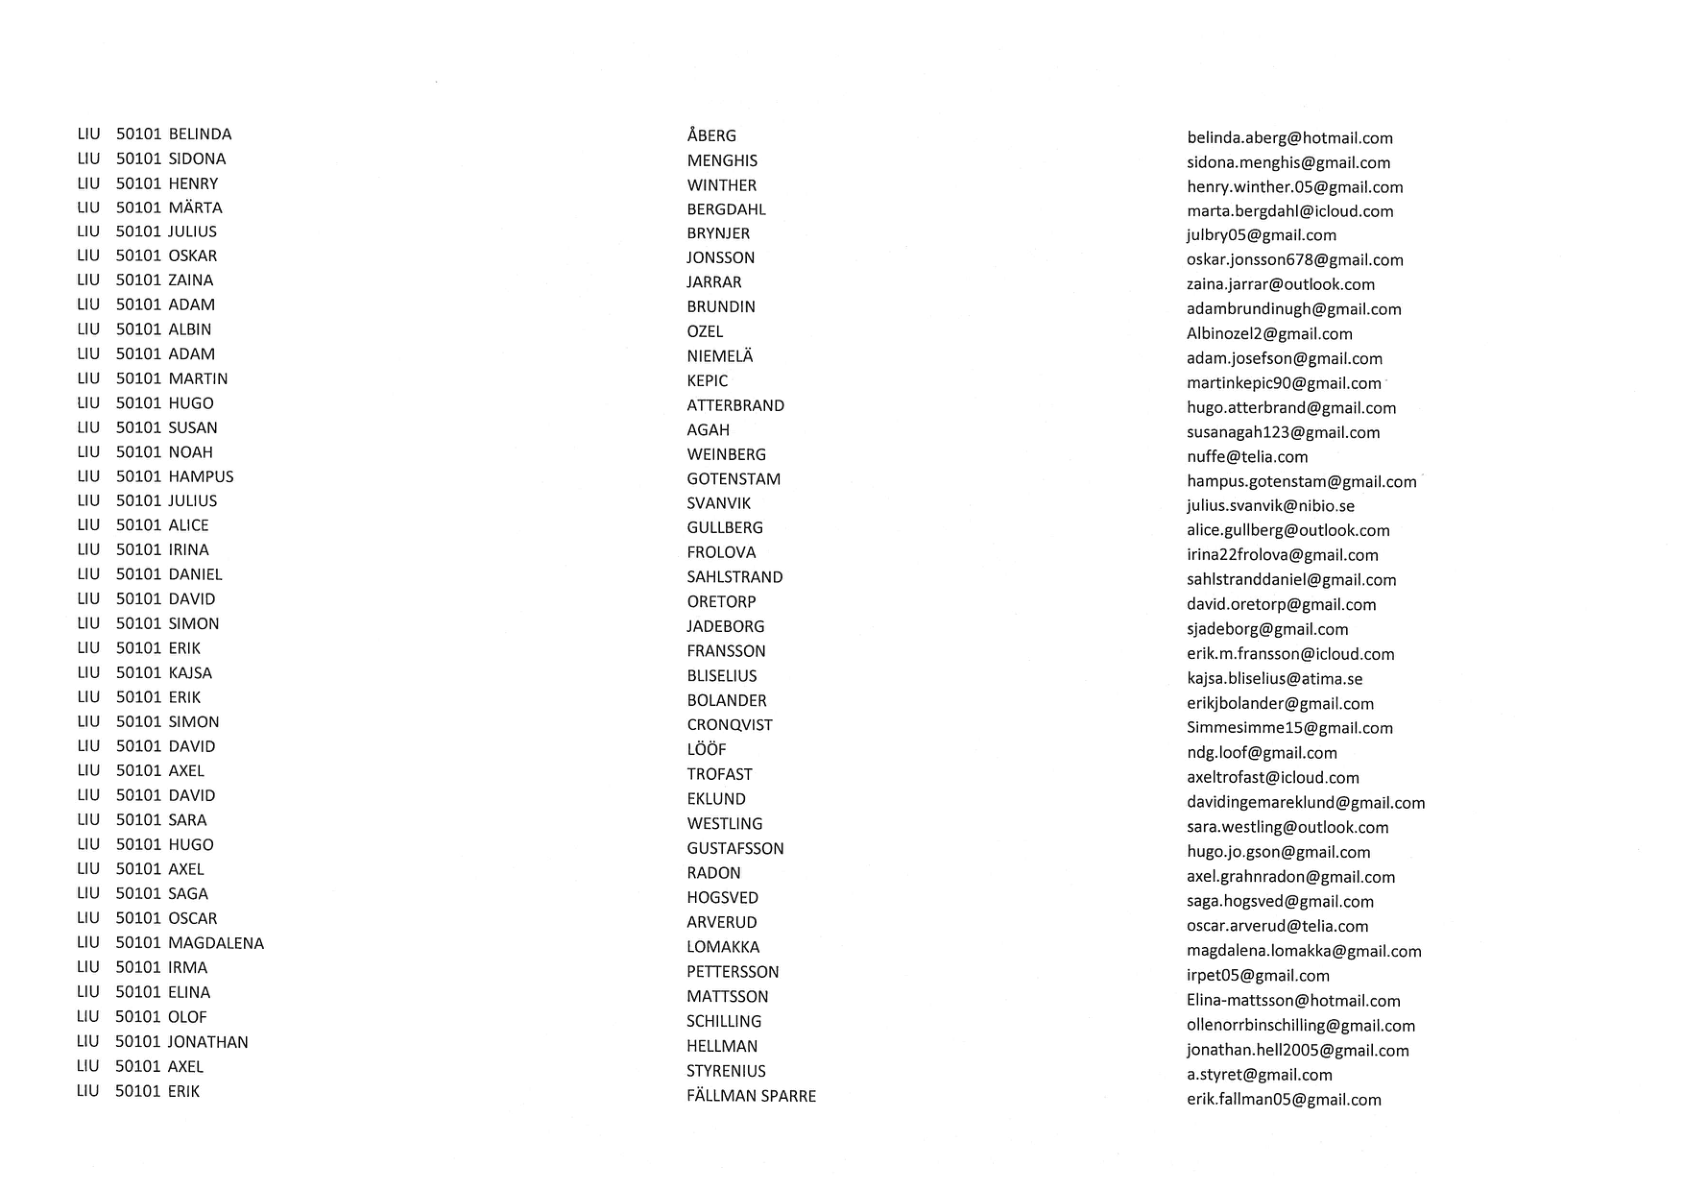 LIU 50101 BELINDA ÅBERG belinda.aberg@hotmail.com
LIU 50101 SIDONA MENGHIS sidona.menghis@gmail.com
LIU 50101 HENRY WINTHER henry.winther.05@gmail.com
LIU 50101 MÄRTA BERGDAHL marta.bergdahl@icloud.com
LIU 50101 JULIUS BRYNJER julbry05@gmail.com
LIU 50101 OSKAR JONSSON oskar.jonsson678@gmail.com
LIU 50101 ZAINA JARRAR zaina.jarrar@outlook.com
LIU 50101 ADAM BRUNDIN adambrundinugh@gmail.com
LIU 50101 ALBIN OZEL Albinozel2@gmail.com
LIU 50101 ADAM NIEMELÄ adam.josefson@gmail.com
LIU 50101 MARTIN KEPIC martinkepic90@gmail.com
LIU 50101 HUGO ATTERBRAND hugo.atterbrand@gmail.com
LIU 50101 SUSAN AGAH susanagah123@gmail.com
LIU 50101 NOAH WEINBERG nuffe@telia.com
LIU 50101 HAMPUS GOTENSTAM hampus.gotenstam@gmail.com
LIU 50101 JULIUS SVANVIK julius.svanvik@nibio.se
LIU 50101 ALICE GULLBERG alice.gullberg@outlook.com
LIU 50101 IRINA FROLOVA irina22frolova@gmail.com
LIU 50101 DANIEL SAHLSTRAND sahlstranddaniel@gmail.com
LIU 50101 DAVID ORETORP david.oretorp@gmail.com
LIU 50101 SIMON JADEBORG sjadeborg@gmail.com
LIU 50101 ERIK FRANSSON erik.m.fransson@icloud.com
LIU 50101 KAJSA BLISELIUS kajsa.bliselius@atima.se
LIU 50101 ERIK BOLANDER erikjbolander@gmail.com
LIU 50101 SIMON CRONQVIST Simmesimme15@gmail.com
LIU 50101 DAVID LÖÖF ndg.loof@gmail.com
LIU 50101 AXEL TROFAST axeltrofast@icloud.com
LIU 50101 DAVID EKLUND davidingemareklund@gmail.com
LIU 50101 SARA WESTLING sara.westling@outlook.com
LIU 50101 HUGO GUSTAFSSON hugo.jo.gson@gmail.com
LIU 50101 AXEL RADON axel.grahnradon@gmail.com
LIU 50101 SAGA HOGSVED saga.hogsved@gmail.com
LIU 50101 OSCAR ARVERUD oscar.arverud@telia.com
LIU 50101 MAGDALENA LOMAKKA magdalena.lomakka@gmail.com
LIU 50101 IRMA PETTERSSON irpet05@gmail.com
LIU 50101 ELINA MATTSSON Elina-mattsson@hotmail.com
LIU 50101 OLOF SCHILLING ollenorrbinschilling@gmail.com
LIU 50101 JONATHAN HELLMAN jonathan.hell2005@gmail.com
LIU 50101 AXEL STYRENIUS a.styret@gmail.com
LIU 50101 ERIK FÄLLMAN SPARRE erik.fallman05@gmail.com